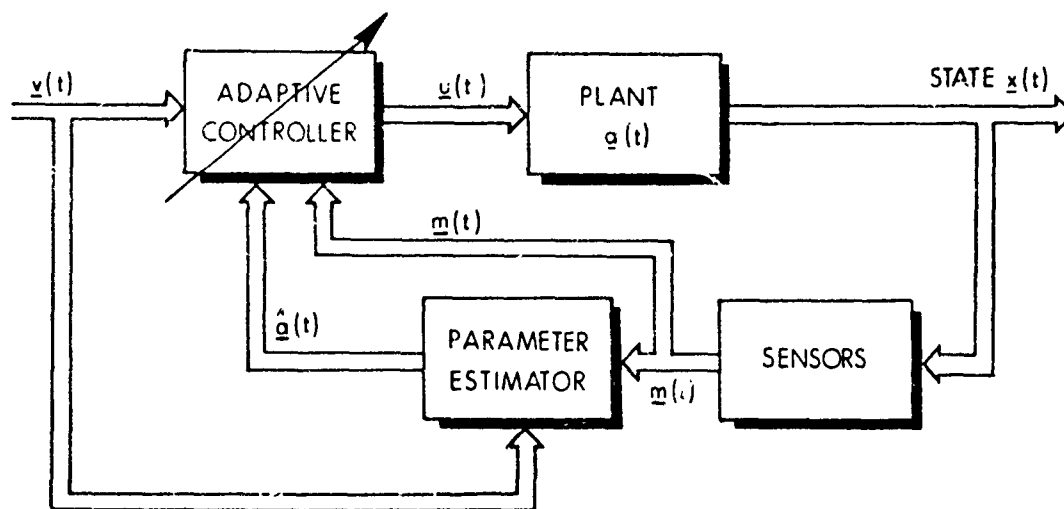 v(t)
ADAPTIVE
CONTROLLER
u(t)
PLANT
a(t)
STATE x(t)
m(t)
â(t)
PARAMETER
ESTIMATOR
m(t)
SENSORS